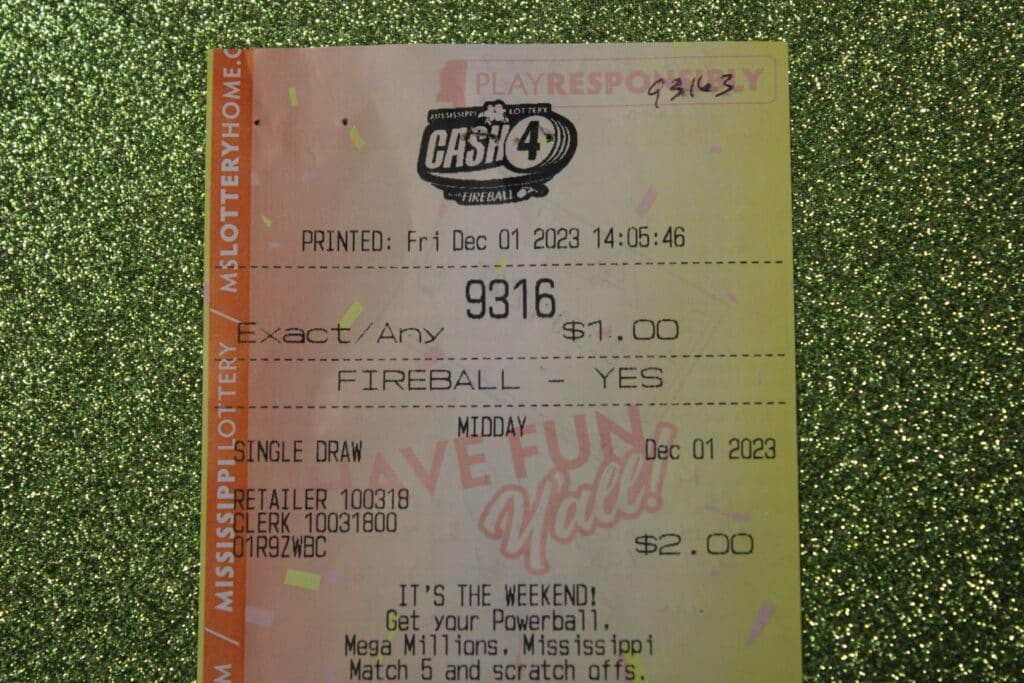 PLAY RESPONSIBLY
93163
MISSISSIPPI LOTTERY
CASH 4
FIREBALL
PRINTED: Fri Dec 01 2023 14:05:46
9316
Exact/Any $1.00
FIREBALL - YES
MIDDAY
SINGLE DRAW Dec 01 2023
HAVE FUN
Y'all!
RETAILER 100318
CLERK 10031800
01R9ZWBC $2.00
IT'S THE WEEKEND!
Get your Powerball,
Mega Millions, Mississippi
Match 5 and scratch offs.
M / MISSISSIPPILOTTERY / MSLOTTERYHOME.C